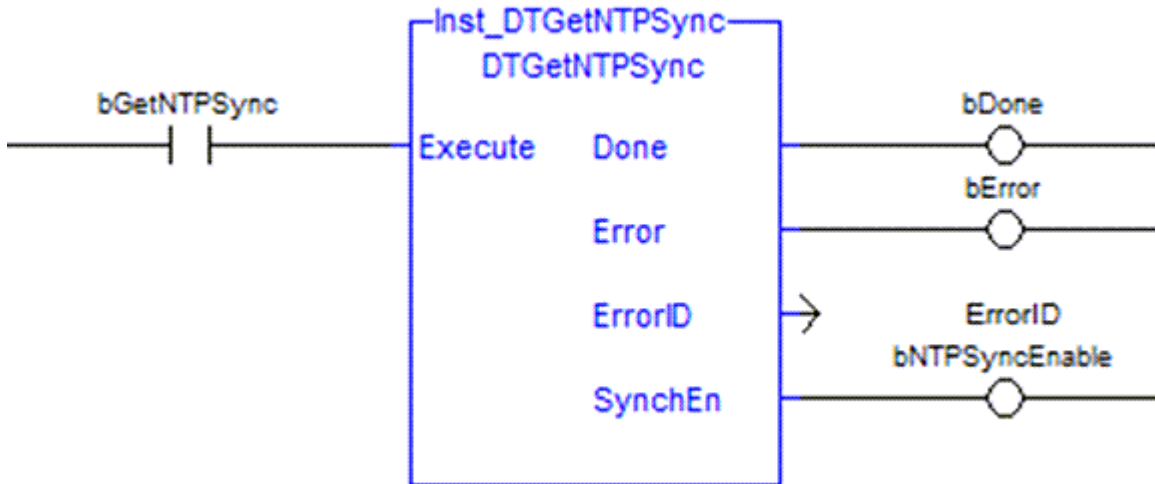 Inst_DTGetNTPSync
DTGetNTPSync
bGetNTPSync
bDone
Execute Done
bError
Error
ErrorID ErrorID
bNTPSyncEnable
SynchEn